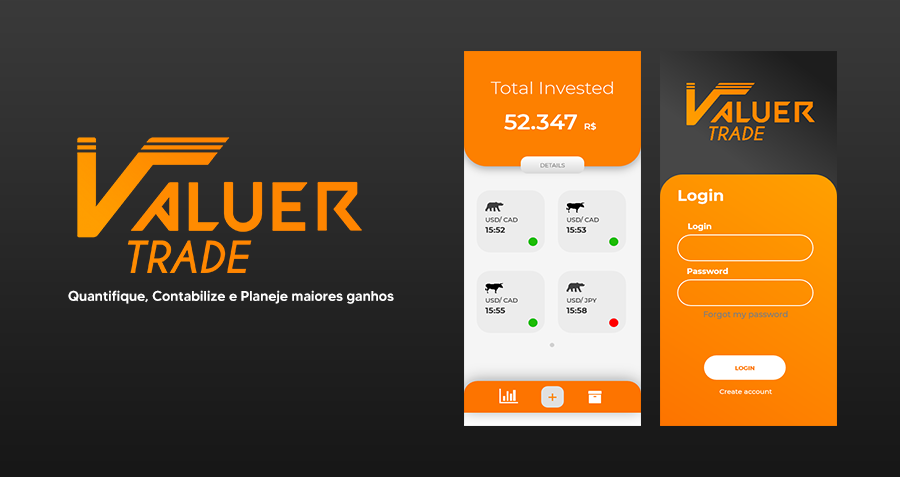 VALUER
TRADE
Quantifique, Contabilize e Planeje maiores ganhos
Total Invested
52.347 R$
DETAILS
USD/ CAD
15:52
USD/ CAD
15:53
USD/ CAD
15:55
USD/ JPY
15:58
VALUER
TRADE
Login
Login
Password
Forgot my password
LOGIN
Create account